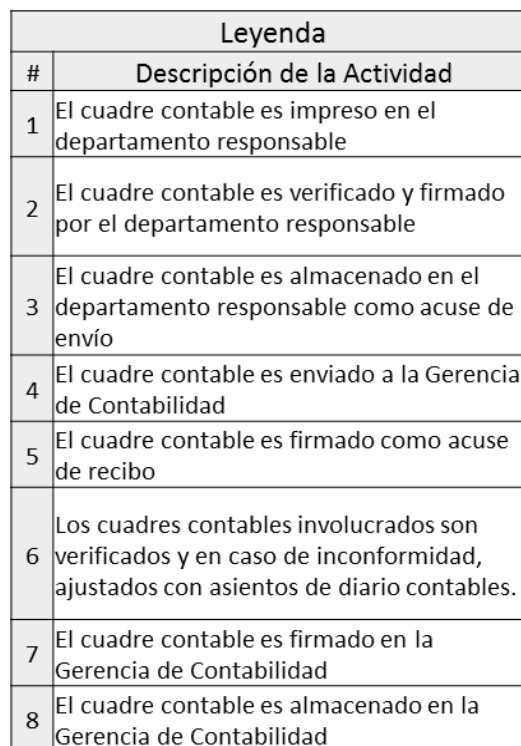 Leyenda
# Descripción de la Actividad
1 El cuadre contable es impreso en el
departamento responsable
2 El cuadre contable es verificado y firmado
por el departamento responsable
3 El cuadre contable es almacenado en el
departamento responsable como acuse de
envío
4 El cuadre contable es enviado a la Gerencia
de Contabilidad
5 El cuadre contable es firmado como acuse
de recibo
6 Los cuadres contables involucrados son
verificados y en caso de inconformidad,
ajustados con asientos de diario contables.
7 El cuadre contable es firmado en la
Gerencia de Contabilidad
8 El cuadre contable es almacenado en la
Gerencia de Contabilidad